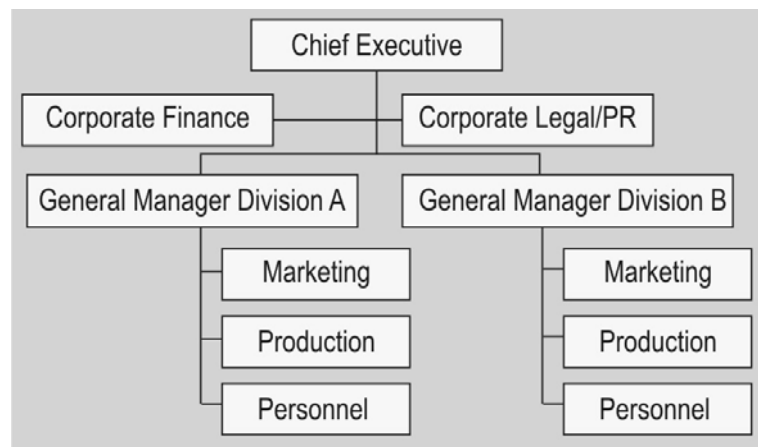 Chief Executive
Corporate Finance
Corporate Legal/PR
General Manager Division A
General Manager Division B
Marketing
Marketing
Production
Production
Personnel
Personnel